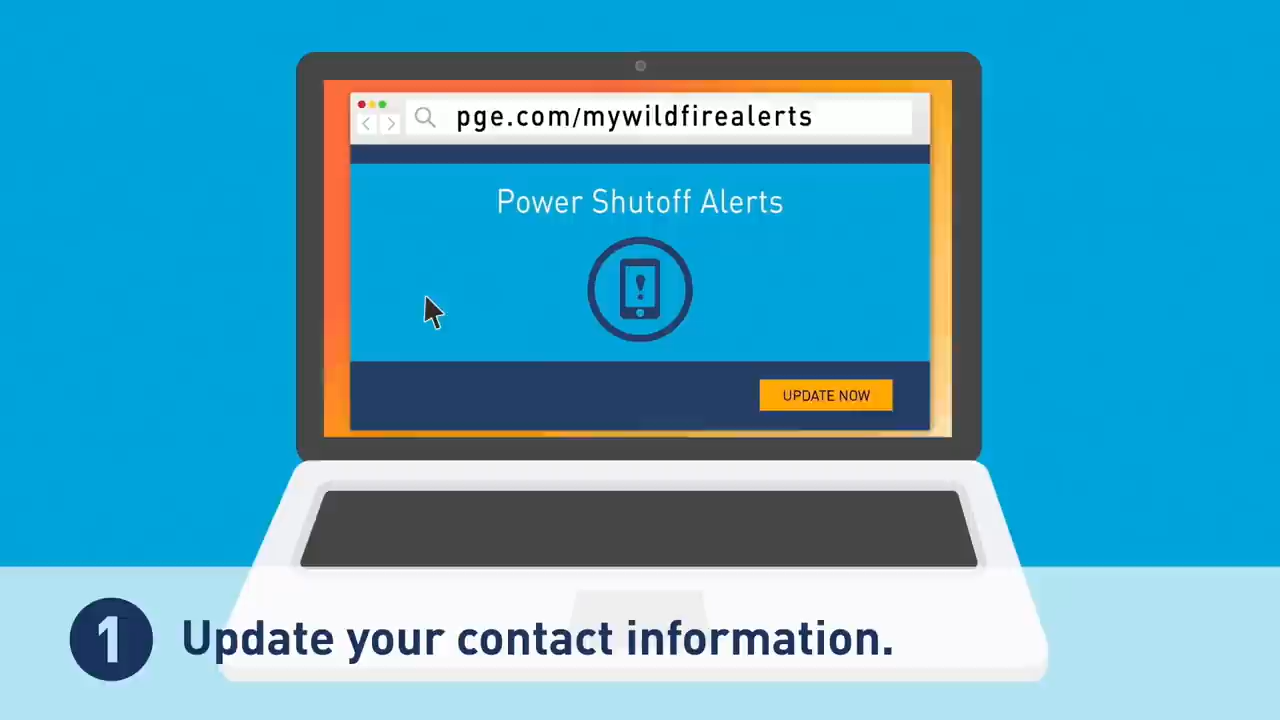 pge.com/mywildfirealerts
Power Shutoff Alerts
!
UPDATE NOW
1 Update your contact information.